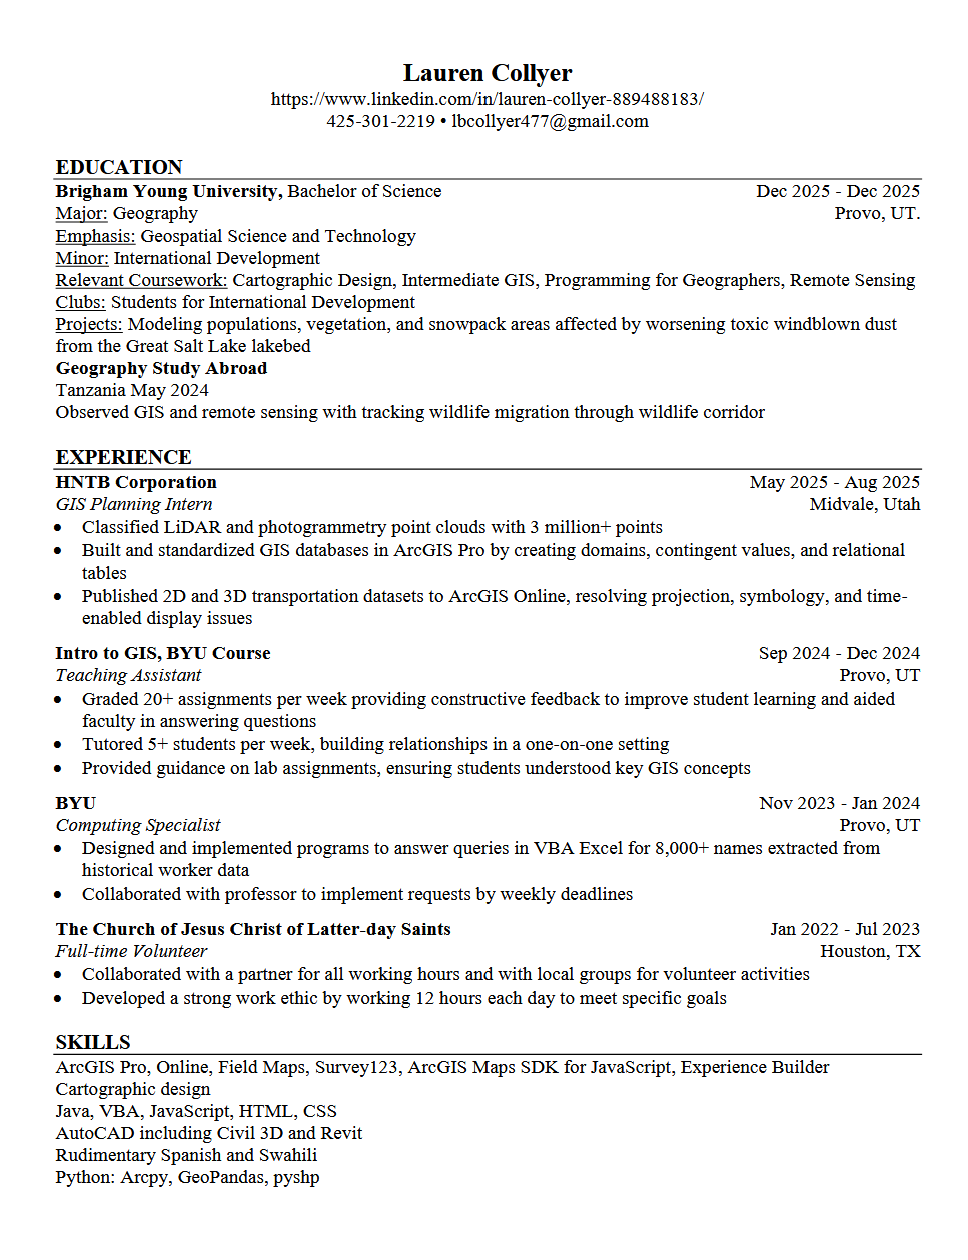 Lauren Collyer
https://www.linkedin.com/in/lauren-collyer-889488183/
425-301-2219 • lbcollyer477@gmail.com
EDUCATION
Brigham Young University, Bachelor of Science Dec 2025 - Dec 2025
Major: Geography Provo, UT.
Emphasis: Geospatial Science and Technology
Minor: International Development
Relevant Coursework: Cartographic Design, Intermediate GIS, Programming for Geographers, Remote Sensing
Clubs: Students for International Development
Projects: Modeling populations, vegetation, and snowpack areas affected by worsening toxic windblown dust
from the Great Salt Lake lakebed
Geography Study Abroad
Tanzania May 2024
Observed GIS and remote sensing with tracking wildlife migration through wildlife corridor
EXPERIENCE
HNTB Corporation May 2025 - Aug 2025
GIS Planning Intern Midvale, Utah
• Classified LiDAR and photogrammetry point clouds with 3 million+ points
• Built and standardized GIS databases in ArcGIS Pro by creating domains, contingent values, and relational
tables
• Published 2D and 3D transportation datasets to ArcGIS Online, resolving projection, symbology, and time-
enabled display issues
Intro to GIS, BYU Course Sep 2024 - Dec 2024
Teaching Assistant Provo, UT
• Graded 20+ assignments per week providing constructive feedback to improve student learning and aided
faculty in answering questions
• Tutored 5+ students per week, building relationships in a one-on-one setting
• Provided guidance on lab assignments, ensuring students understood key GIS concepts
BYU Nov 2023 - Jan 2024
Computing Specialist Provo, UT
• Designed and implemented programs to answer queries in VBA Excel for 8,000+ names extracted from
historical worker data
• Collaborated with professor to implement requests by weekly deadlines
The Church of Jesus Christ of Latter-day Saints Jan 2022 - Jul 2023
Full-time Volunteer Houston, TX
• Collaborated with a partner for all working hours and with local groups for volunteer activities
• Developed a strong work ethic by working 12 hours each day to meet specific goals
SKILLS
ArcGIS Pro, Online, Field Maps, Survey123, ArcGIS Maps SDK for JavaScript, Experience Builder
Cartographic design
Java, VBA, JavaScript, HTML, CSS
AutoCAD including Civil 3D and Revit
Rudimentary Spanish and Swahili
Python: Arcpy, GeoPandas, pyshp